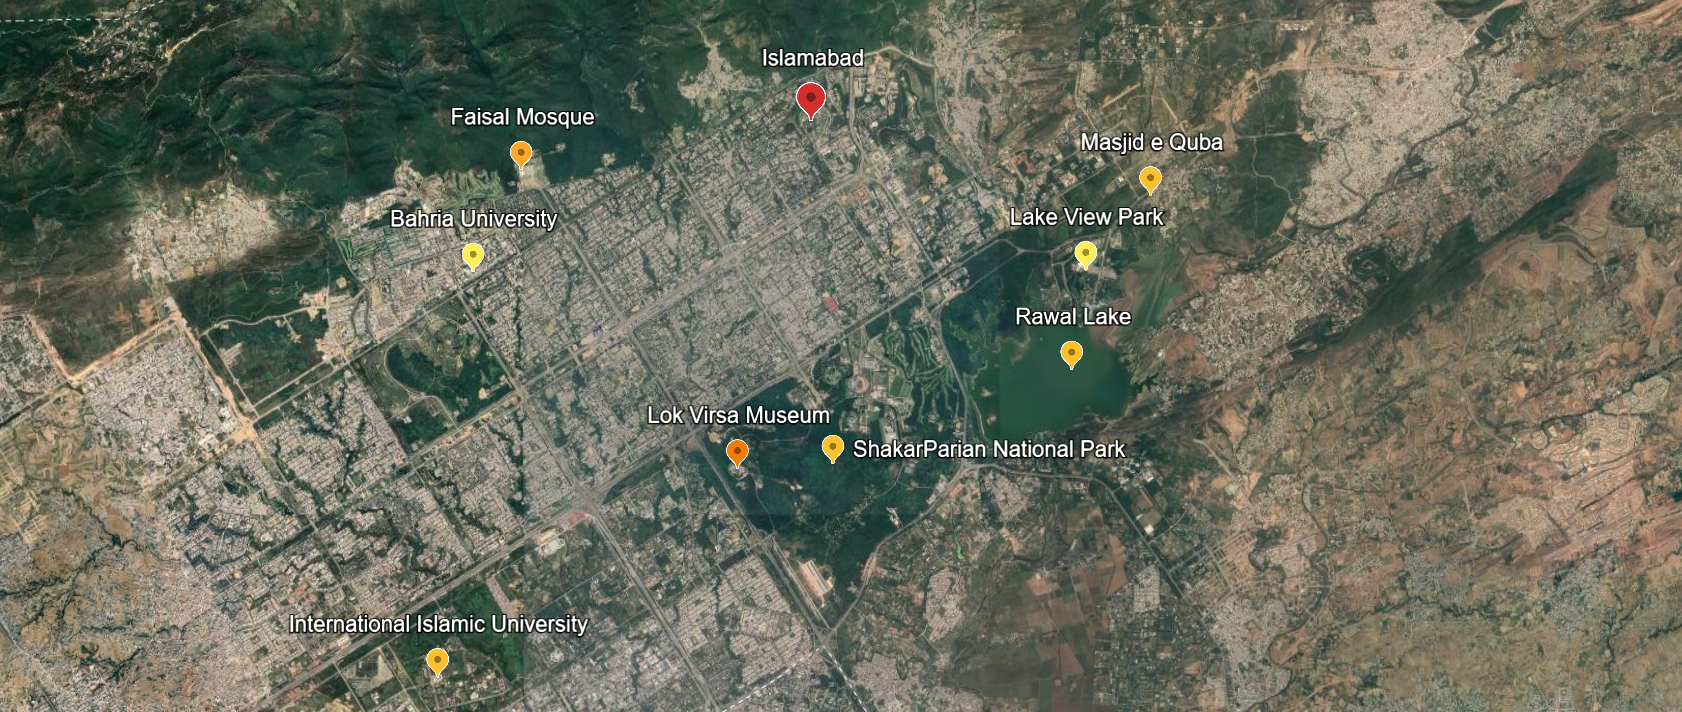 Islamabad
Faisal Mosque
Masjid e Quba
Bahria University
Lake View Park
Rawal Lake
Lok Virsa Museum
ShakarParian National Park
International Islamic University